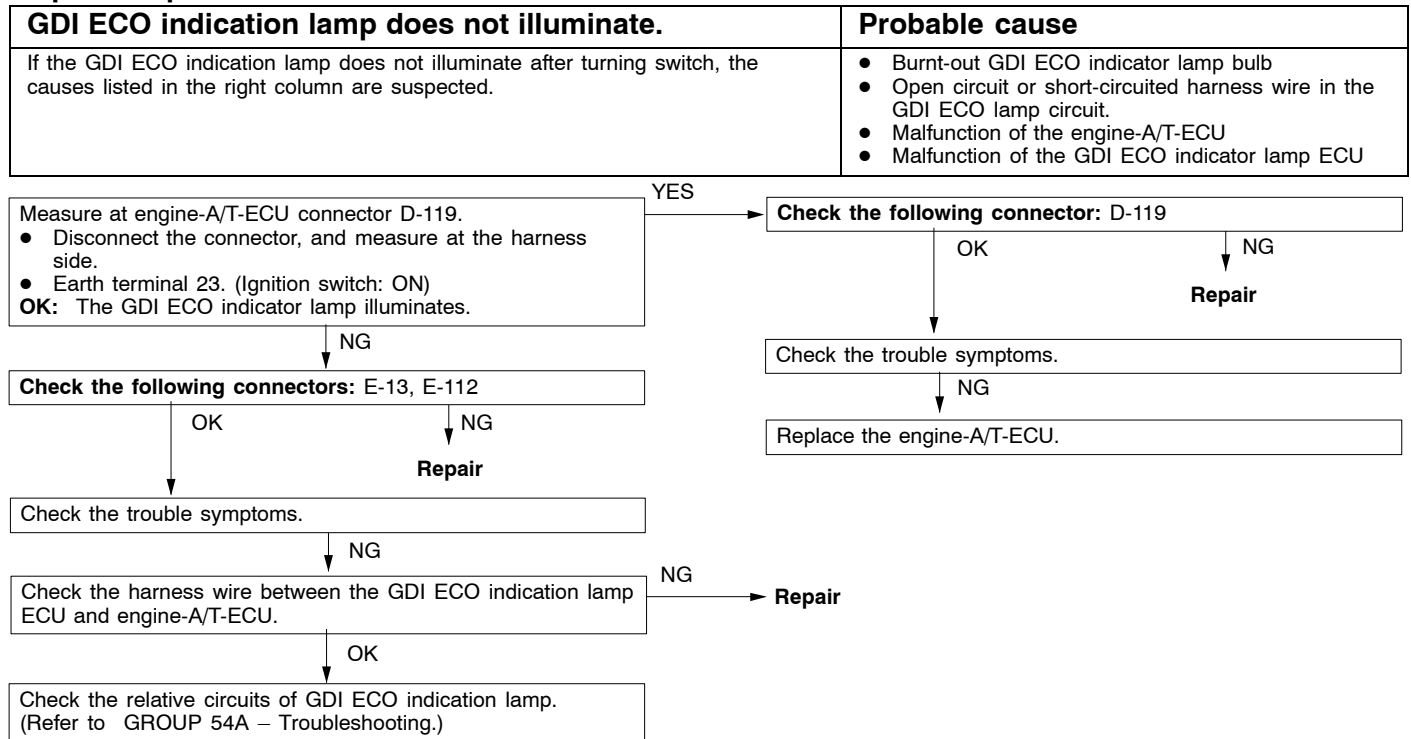 GDI ECO indication lamp does not illuminate.
Probable cause
If the GDI ECO indication lamp does not illuminate after turning switch, the
causes listed in the right column are suspected.
● Burnt-out GDI ECO indicator lamp bulb
● Open circuit or short-circuited harness wire in the
GDI ECO lamp circuit.
● Malfunction of the engine-A/T-ECU
● Malfunction of the GDI ECO indicator lamp ECU
Measure at engine-A/T-ECU connector D-119.
● Disconnect the connector, and measure at the harness
side.
● Earth terminal 23. (Ignition switch: ON)
OK: The GDI ECO indicator lamp illuminates.
YES
Check the following connector: D-119
OK
NG
Repair
Check the trouble symptoms.
NG
Replace the engine-A/T-ECU.
NG
Check the following connectors: E-13, E-112
OK
NG
Repair
Check the trouble symptoms.
NG
Check the harness wire between the GDI ECO indication lamp
ECU and engine-A/T-ECU.
NG
Repair
OK
Check the relative circuits of GDI ECO indication lamp.
(Refer to GROUP 54A – Troubleshooting.)